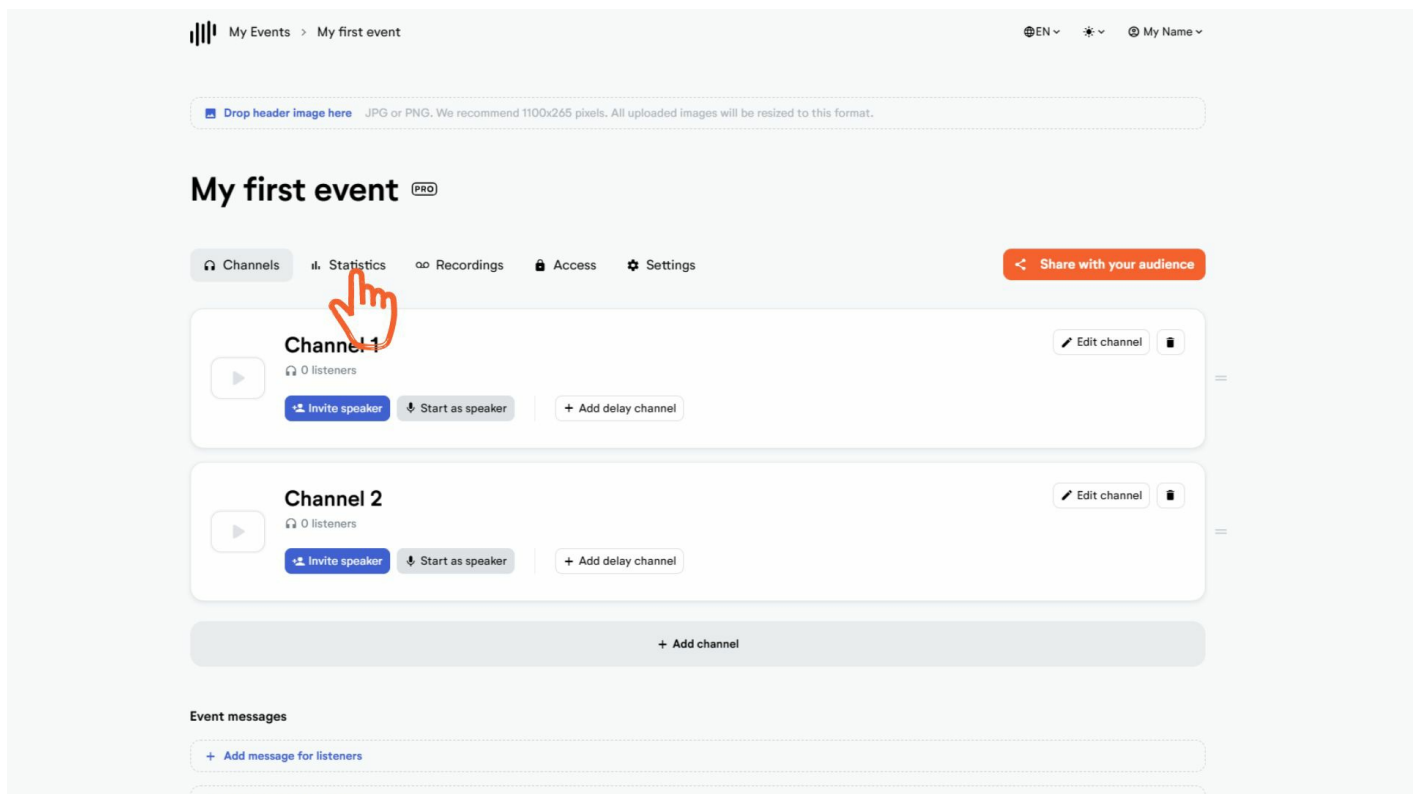 My Events > My first event
EN
My Name
Drop header image here JPG or PNG. We recommend 1100x265 pixels. All uploaded images will be resized to this format.
My first event PRO
Channels Statistics Recordings Access Settings Share with your audience
Channel 1
Edit channel
0 listeners
Invite speaker Start as speaker + Add delay channel
Channel 2
Edit channel
0 listeners
Invite speaker Start as speaker + Add delay channel
+ Add channel
Event messages
+ Add message for listeners